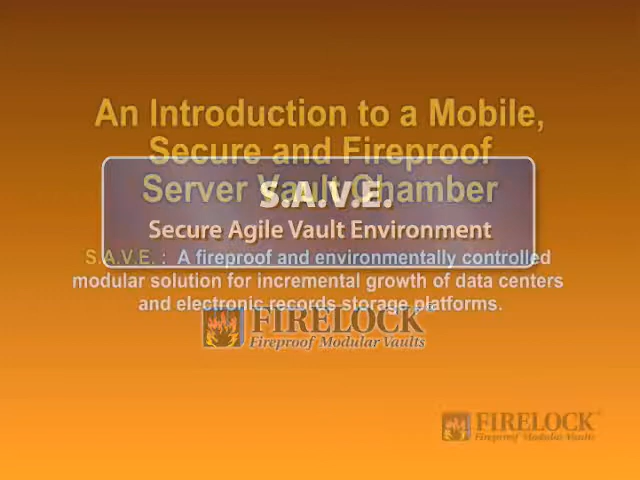 An Introduction to a Mobile,
Secure and Fireproof
Server Vault Chamber
S.A.V.E.
Secure Agile Vault Environment
S.A.V.E. : A fireproof and environmentally controlled
modular solution for incremental growth of data centers
and electronic records storage platforms.
FIRELOCK
Fireproof Modular Vaults
FIRELOCK
Fireproof Modular Vaults